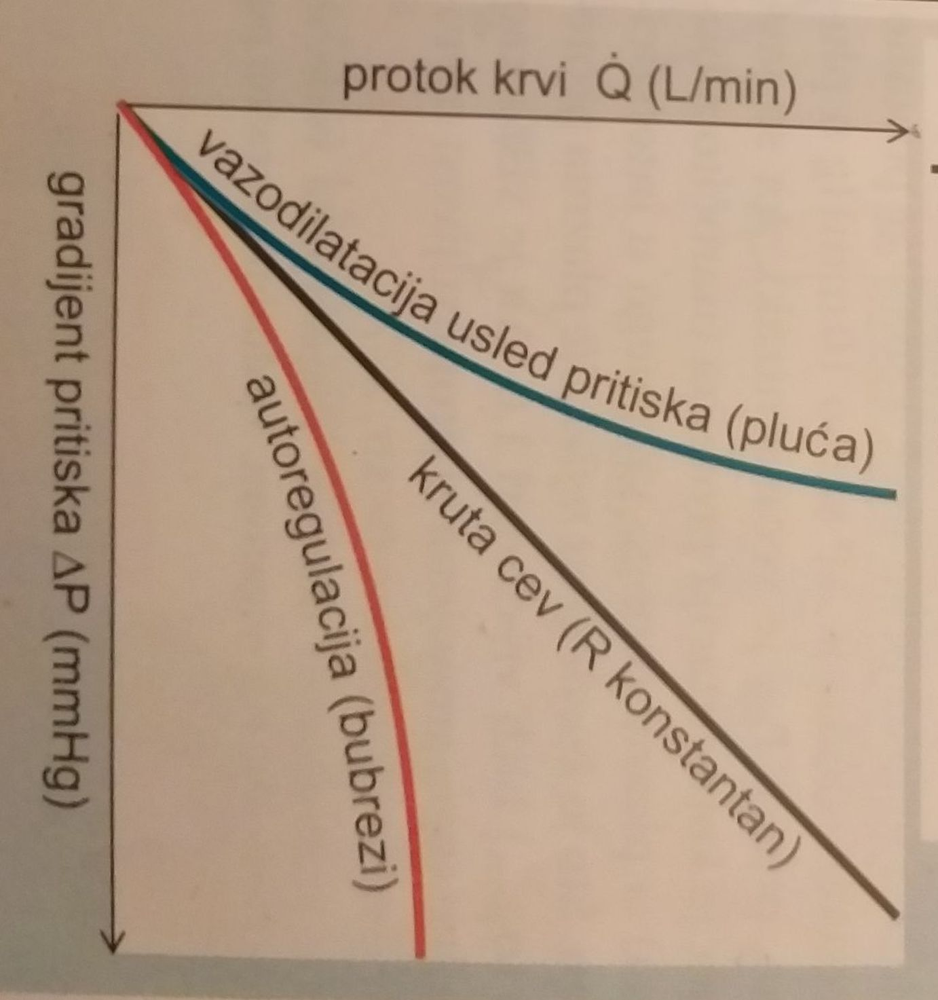 protok krvi Q̇ (L/min)
gradijent pritiska ΔP (mmHg)
vazodilatacija usled pritiska (pluća)
kruta cev (R konstantan)
autoregulacija (bubrezi)